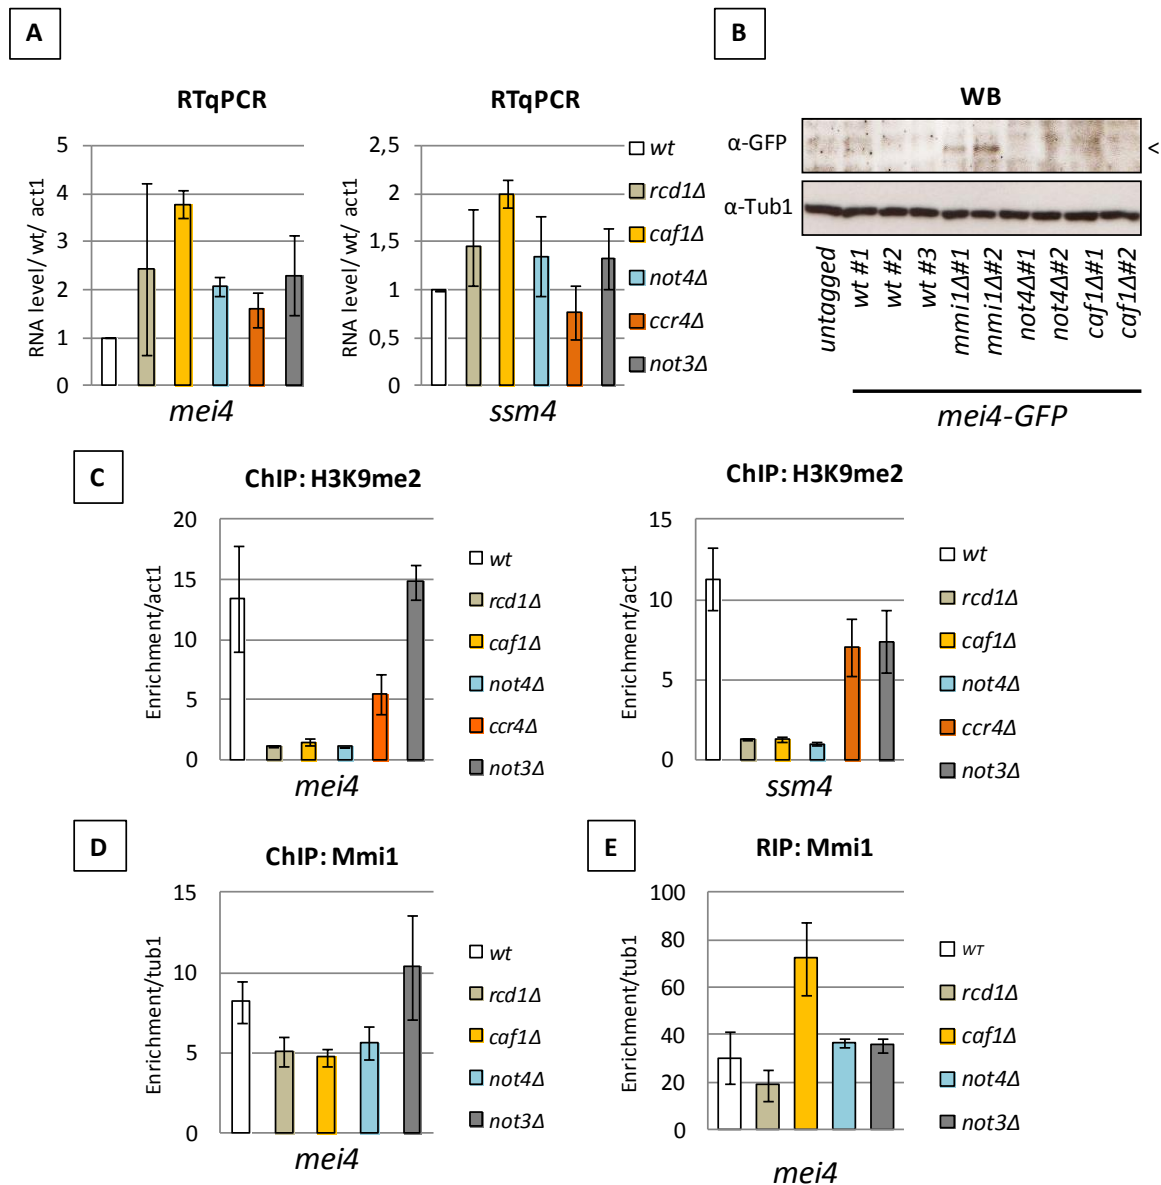 A
B
RTqPCR
RTqPCR
WB
RNA level/ wt/ act1
5
4
3
2
1
0
mei4
RNA level/ wt/ act1
2,5
2
1,5
1
0,5
0
ssm4
wt
rcd1Δ
caf1Δ
not4Δ
ccr4Δ
not3Δ
α-GFP
<
α-Tub1
untagged
wt #1
wt #2
wt #3
mmi1Δ#1
mmi1Δ#2
not4Δ#1
not4Δ#2
caf1Δ#1
caf1Δ#2
mei4-GFP
C
ChIP: H3K9me2
Enrichment/act1
20
15
10
5
0
mei4
wt
rcd1Δ
caf1Δ
not4Δ
ccr4Δ
not3Δ
ChIP: H3K9me2
Enrichment/act1
15
10
5
0
ssm4
wt
rcd1Δ
caf1Δ
not4Δ
ccr4Δ
not3Δ
D
ChIP: Mmi1
Enrichment/tub1
15
10
5
0
mei4
wt
rcd1Δ
caf1Δ
not4Δ
not3Δ
E
RIP: Mmi1
Enrichment/tub1
100
80
60
40
20
0
mei4
WT
rcd1Δ
caf1Δ
not4Δ
not3Δ